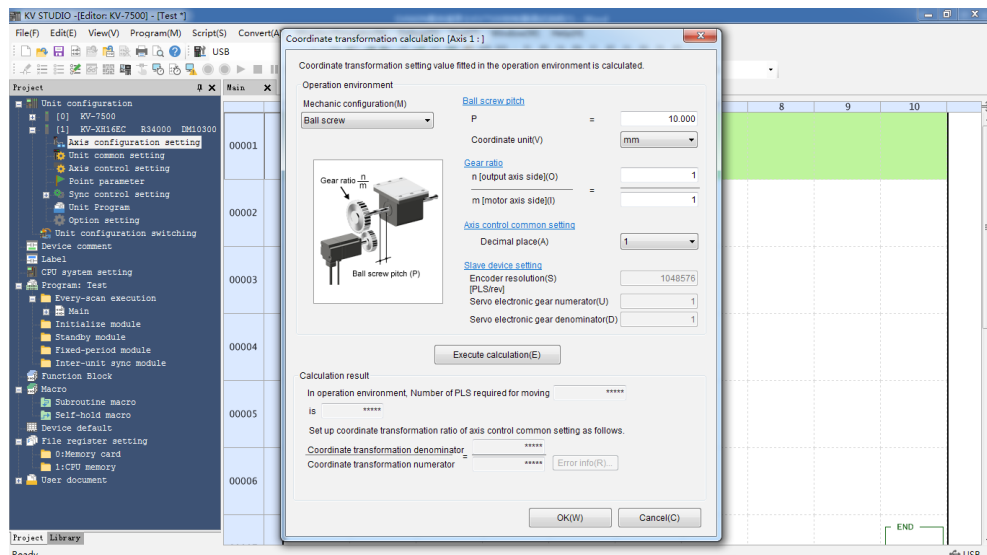 KV STUDIO -[Editor: KV-7500] - [Test *]
File(F) Edit(E) View(V) Program(M) Script(S) Convert(A
USB
Project
Unit configuration
[0] KV-7500
[1] KV-XH16EC R34000 DM10300
Axis configuration setting
Unit common setting
Axis control setting
Point parameter
Sync control setting
Unit Program
Option setting
Unit configuration switching
Device comment
Label
CPU system setting
Program: Test
Every-scan execution
Main
Initialize module
Standby module
Fixed-period module
Inter-unit sync module
Function Block
Macro
Subroutine macro
Self-hold macro
Device default
File register setting
0:Memory card
1:CPU memory
User document
Project Library
Ready
Main
00001
00002
00003
00004
00005
00006
8 9 10
END
USB
Coordinate transformation calculation [Axis 1 : ]
Coordinate transformation setting value fitted in the operation environment is calculated.
Operation environment
Mechanic configuration(M)
Ball screw
Gear ratio n/m
Ball screw pitch (P)
Ball screw pitch
P = 10.000
Coordinate unit(V) mm
Gear ratio
n [output axis side](O) 1
=
m [motor axis side](I) 1
Axis control common setting
Decimal place(A) 1
Slave device setting
Encoder resolution(S) 1048576
[PLS/rev]
Servo electronic gear numerator(U) 1
Servo electronic gear denominator(D) 1
Execute calculation(E)
Calculation result
In operation environment, Number of PLS required for moving *****
is *****
Set up coordinate transformation ratio of axis control common setting as follows.
Coordinate transformation denominator *****
=
Coordinate transformation numerator ***** Error info(R)...
OK(W) Cancel(C)